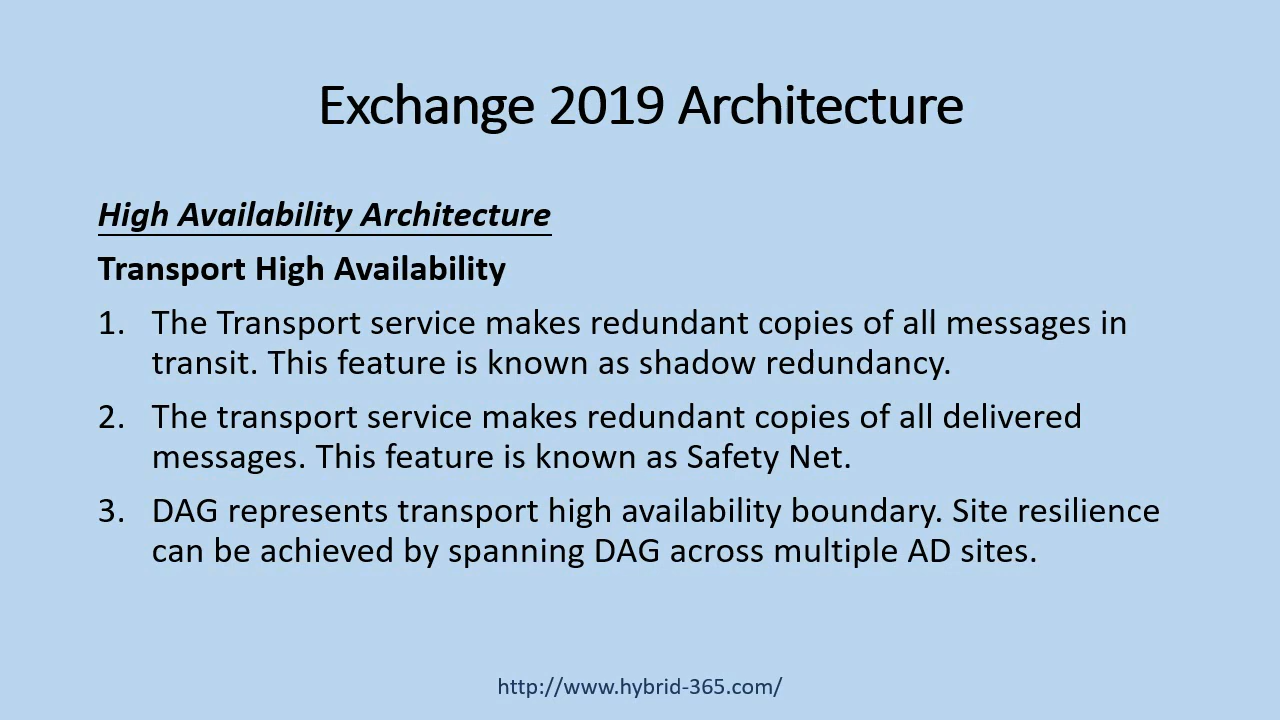 Exchange 2019 Architecture
High Availability Architecture
Transport High Availability
1. The Transport service makes redundant copies of all messages in
transit. This feature is known as shadow redundancy.
2. The transport service makes redundant copies of all delivered
messages. This feature is known as Safety Net.
3. DAG represents transport high availability boundary. Site resilience
can be achieved by spanning DAG across multiple AD sites.
http://www.hybrid-365.com/